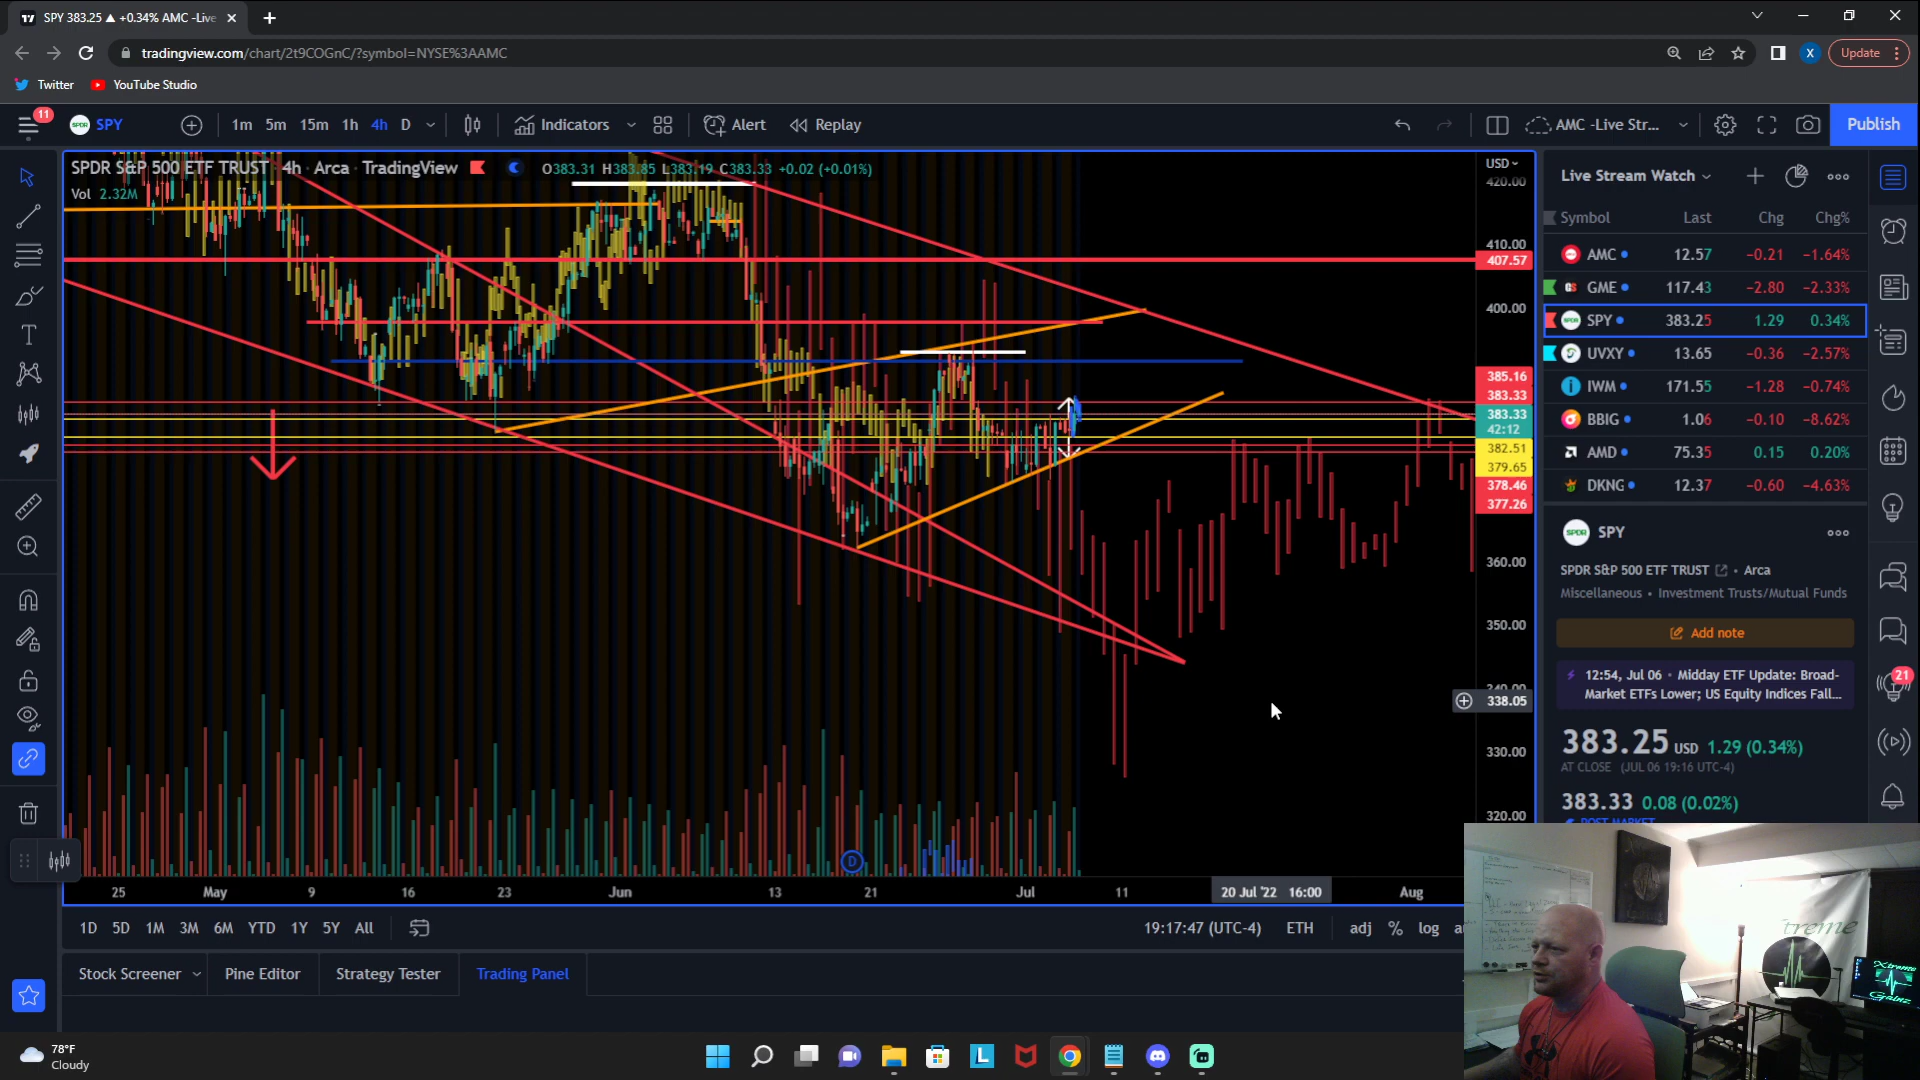 SPY 383.25 ▲ +0.34% AMC -Live
tradingview.com/chart/2t9COGnC/?symbol=NYSE%3AAMC
X
Update
Twitter
YouTube Studio
11
SPY
1m 5m 15m 1h 4h D
Indicators
Alert
Replay
AMC -Live Str...
Publish
SPDR S&P 500 ETF TRUST · 4h · Arca · TradingView
O383.31 H383.85 L383.19 C383.33 +0.02 (+0.01%)
Vol 2.32M
USD
420.00
410.00
407.57
400.00
385.16
383.33
383.33
42:12
382.51
379.65
378.46
377.26
360.00
350.00
340.00
338.05
330.00
320.00
D
25 May 9 16 23 Jun 13 21 Jul 11 20 Jul '22 16:00 Aug
1D 5D 1M 3M 6M YTD 1Y 5Y All
19:17:47 (UTC-4) ETH adj % log
Stock Screener
Pine Editor
Strategy Tester
Trading Panel
Live Stream Watch
Symbol Last Chg Chg%
AMC 12.57 −0.21 −1.64%
GME 117.43 −2.80 −2.33%
SPY 383.25 1.29 0.34%
UVXY 13.65 −0.36 −2.57%
IWM 171.55 −1.28 −0.74%
BBIG 1.06 −0.10 −8.62%
AMD 75.35 0.15 0.20%
DKNG 12.37 −0.60 −4.63%
SPY
SPDR S&P 500 ETF TRUST • Arca
Miscellaneous • Investment Trusts/Mutual Funds
Add note
12:54, Jul 06 • Midday ETF Update: Broad-
Market ETFs Lower; US Equity Indices Fall...
383.25 USD 1.29 (0.34%)
AT CLOSE (JUL 06 19:16 UTC-4)
383.33 0.08 (0.02%)
POST MARKET
21
Xtreme
Gainz
78°F
Cloudy